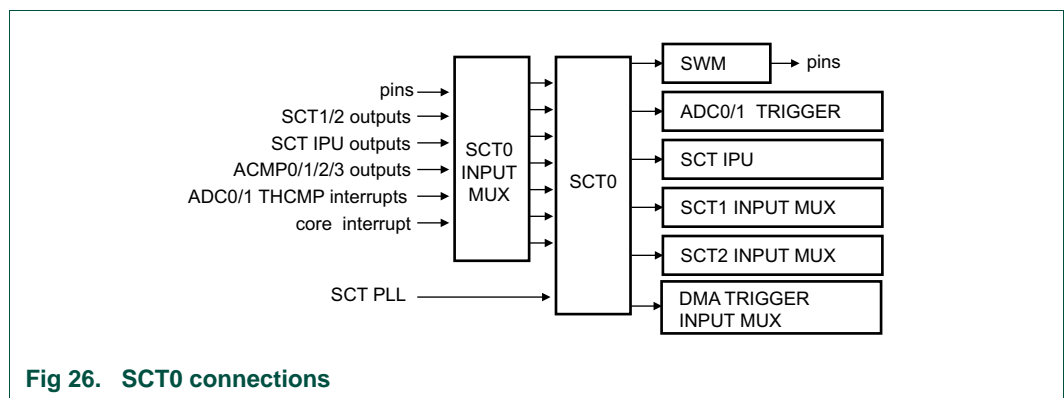 pins
SCT1/2 outputs
SCT IPU outputs
ACMP0/1/2/3 outputs
ADC0/1 THCMP interrupts
core interrupt
SCT PLL
SCT0
INPUT
MUX
SCT0
SWM
pins
ADC0/1 TRIGGER
SCT IPU
SCT1 INPUT MUX
SCT2 INPUT MUX
DMA TRIGGER
INPUT MUX
Fig 26. SCT0 connections